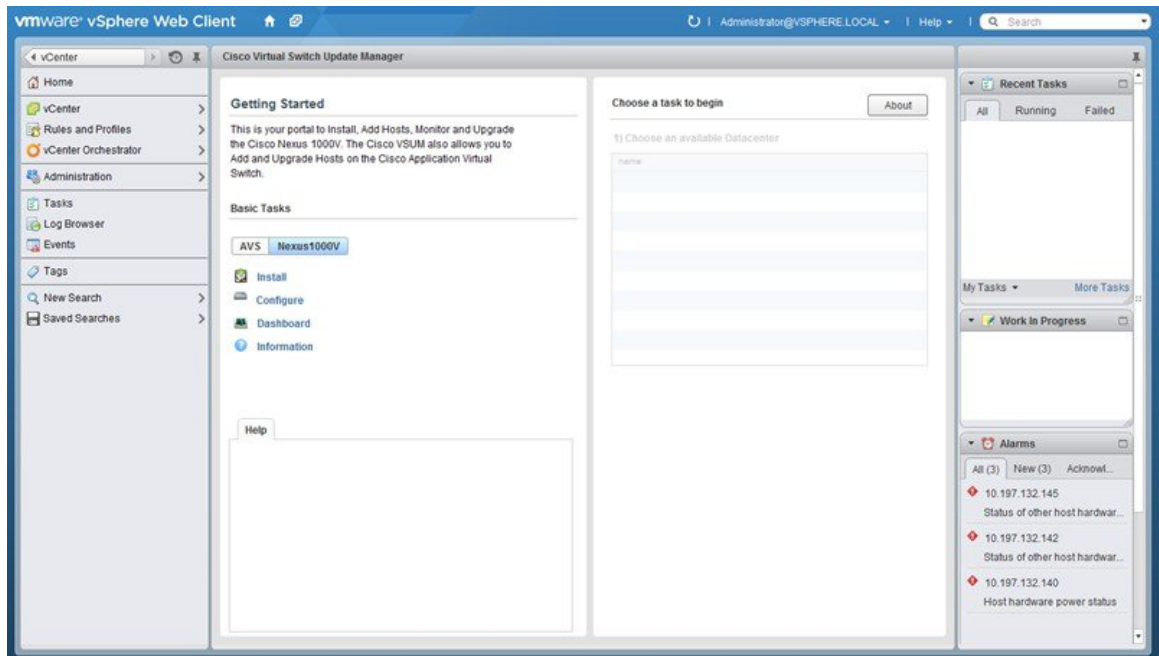 vmware® vSphere Web Client
Administrator@VSPHERE.LOCAL
Help
Search
vCenter
Home
vCenter
Rules and Profiles
vCenter Orchestrator
Administration
Tasks
Log Browser
Events
Tags
New Search
Saved Searches
Cisco Virtual Switch Update Manager
Getting Started
This is your portal to Install, Add Hosts, Monitor and Upgrade
the Cisco Nexus 1000V. The Cisco VSUM also allows you to
Add and Upgrade Hosts on the Cisco Application Virtual
Switch.
Basic Tasks
AVS Nexus1000V
Install
Configure
Dashboard
Information
Help
Choose a task to begin
About
1) Choose an available Datacenter
name
Recent Tasks
All Running Failed
My Tasks More Tasks
Work In Progress
Alarms
All (3) New (3) Acknowl...
10.197.132.145
Status of other host hardwar...
10.197.132.142
Status of other host hardwar...
10.197.132.140
Host hardware power status